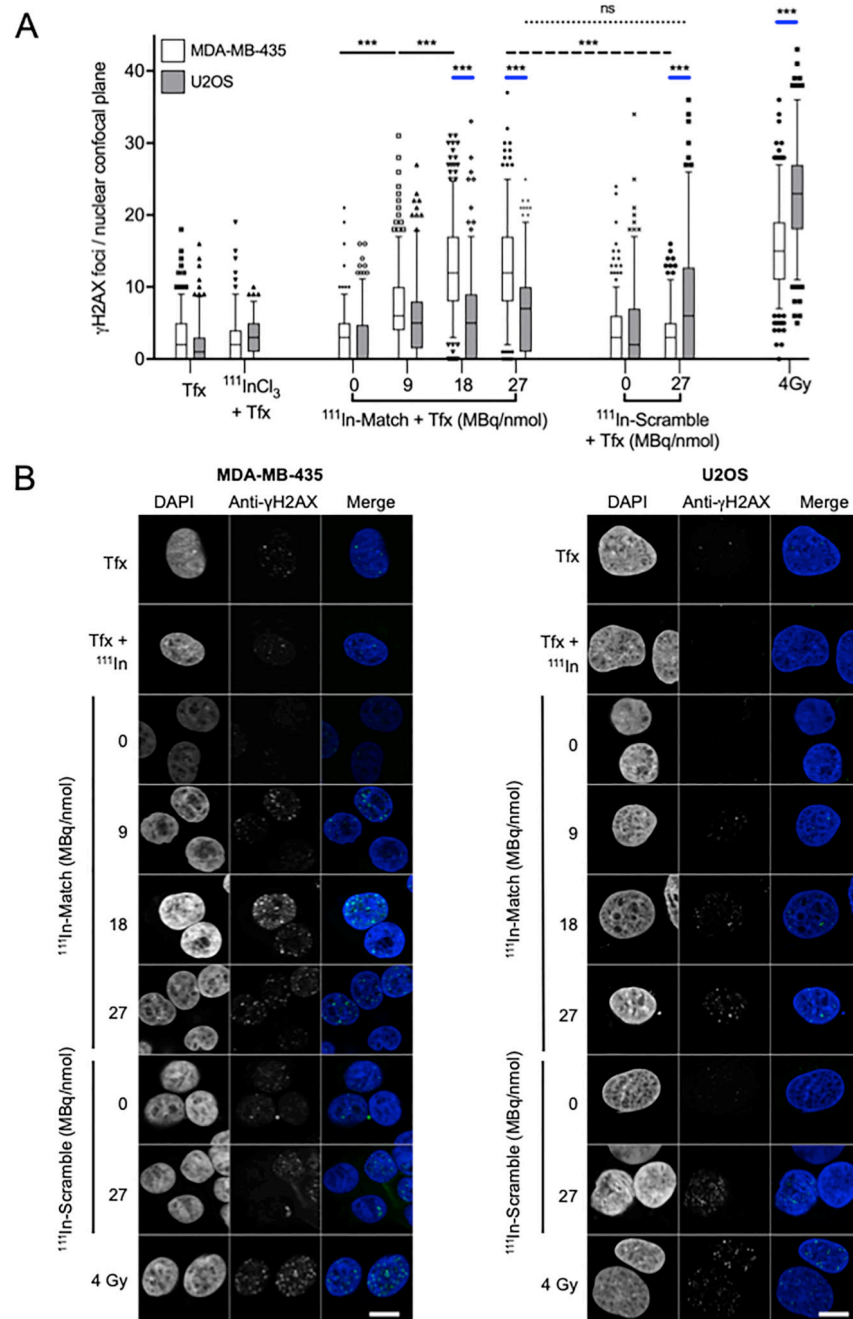 A
ns
***
*** *** *** *** *** ***
MDA-MB-435
U2OS
γH2AX foci / nuclear confocal plane
40
30
20
10
0
Tfx
¹¹¹InCl₃
+ Tfx
0 9 18 27
¹¹¹In-Match + Tfx (MBq/nmol)
0 27
¹¹¹In-Scramble
+ Tfx (MBq/nmol)
4Gy
B
MDA-MB-435
DAPI Anti-γH2AX Merge
Tfx
Tfx +
¹¹¹In
¹¹¹In-Match (MBq/nmol)
0
9
18
27
¹¹¹In-Scramble (MBq/nmol)
0
27
4 Gy
U2OS
DAPI Anti-γH2AX Merge
Tfx
Tfx +
¹¹¹In
¹¹¹In-Match (MBq/nmol)
0
9
18
27
¹¹¹In-Scramble (MBq/nmol)
0
27
4 Gy